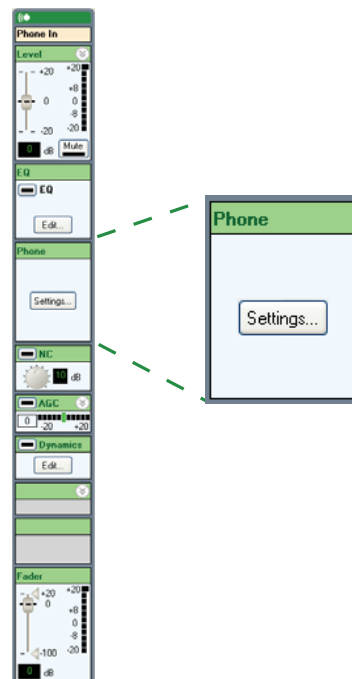 Phone In
Level
+20 +20
+8
0 0
-8
-20 -20
0 dB Mute
EQ
EQ
Edit...
Phone
Settings...
NC
10 dB
AGC
0 -20 +20
Dynamics
Edit...
Fader
+20 +20
0
+8
0
-8
-100 -20
0 dB
Phone
Settings...